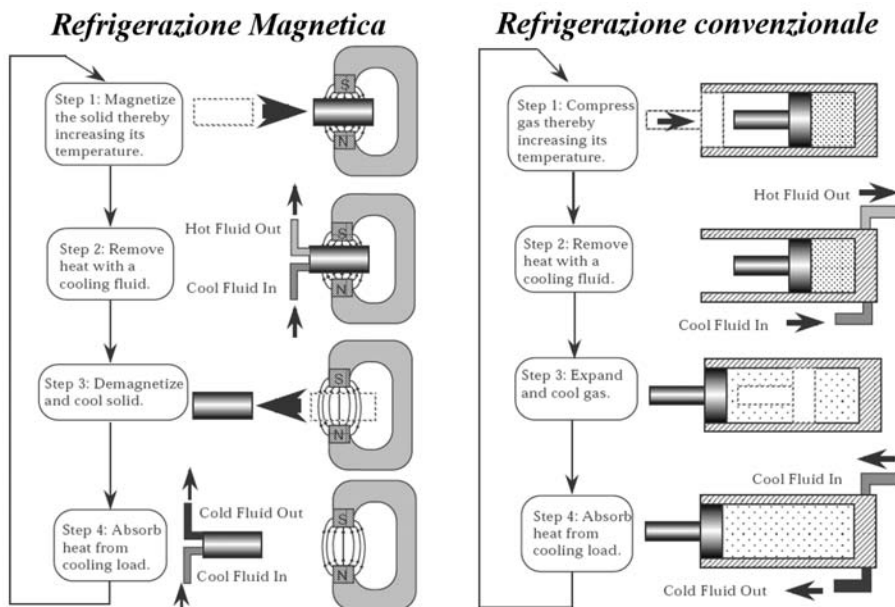 Refrigerazione Magnetica
Step 1: Magnetize
the solid thereby
increasing its
temperature.
S
N
Step 2: Remove
heat with a
cooling fluid.
Hot Fluid Out
Cool Fluid In
S
N
Step 3: Demagnetize
and cool solid.
S
N
Step 4: Absorb
heat from
cooling load.
Cold Fluid Out
Cool Fluid In
S
N
Refrigerazione convenzionale
Step 1: Compress
gas thereby
increasing its
temperature.
Step 2: Remove
heat with a
cooling fluid.
Hot Fluid Out
Cool Fluid In
Step 3: Expand
and cool gas.
Step 4: Absorb
heat from
cooling load.
Cool Fluid In
Cold Fluid Out